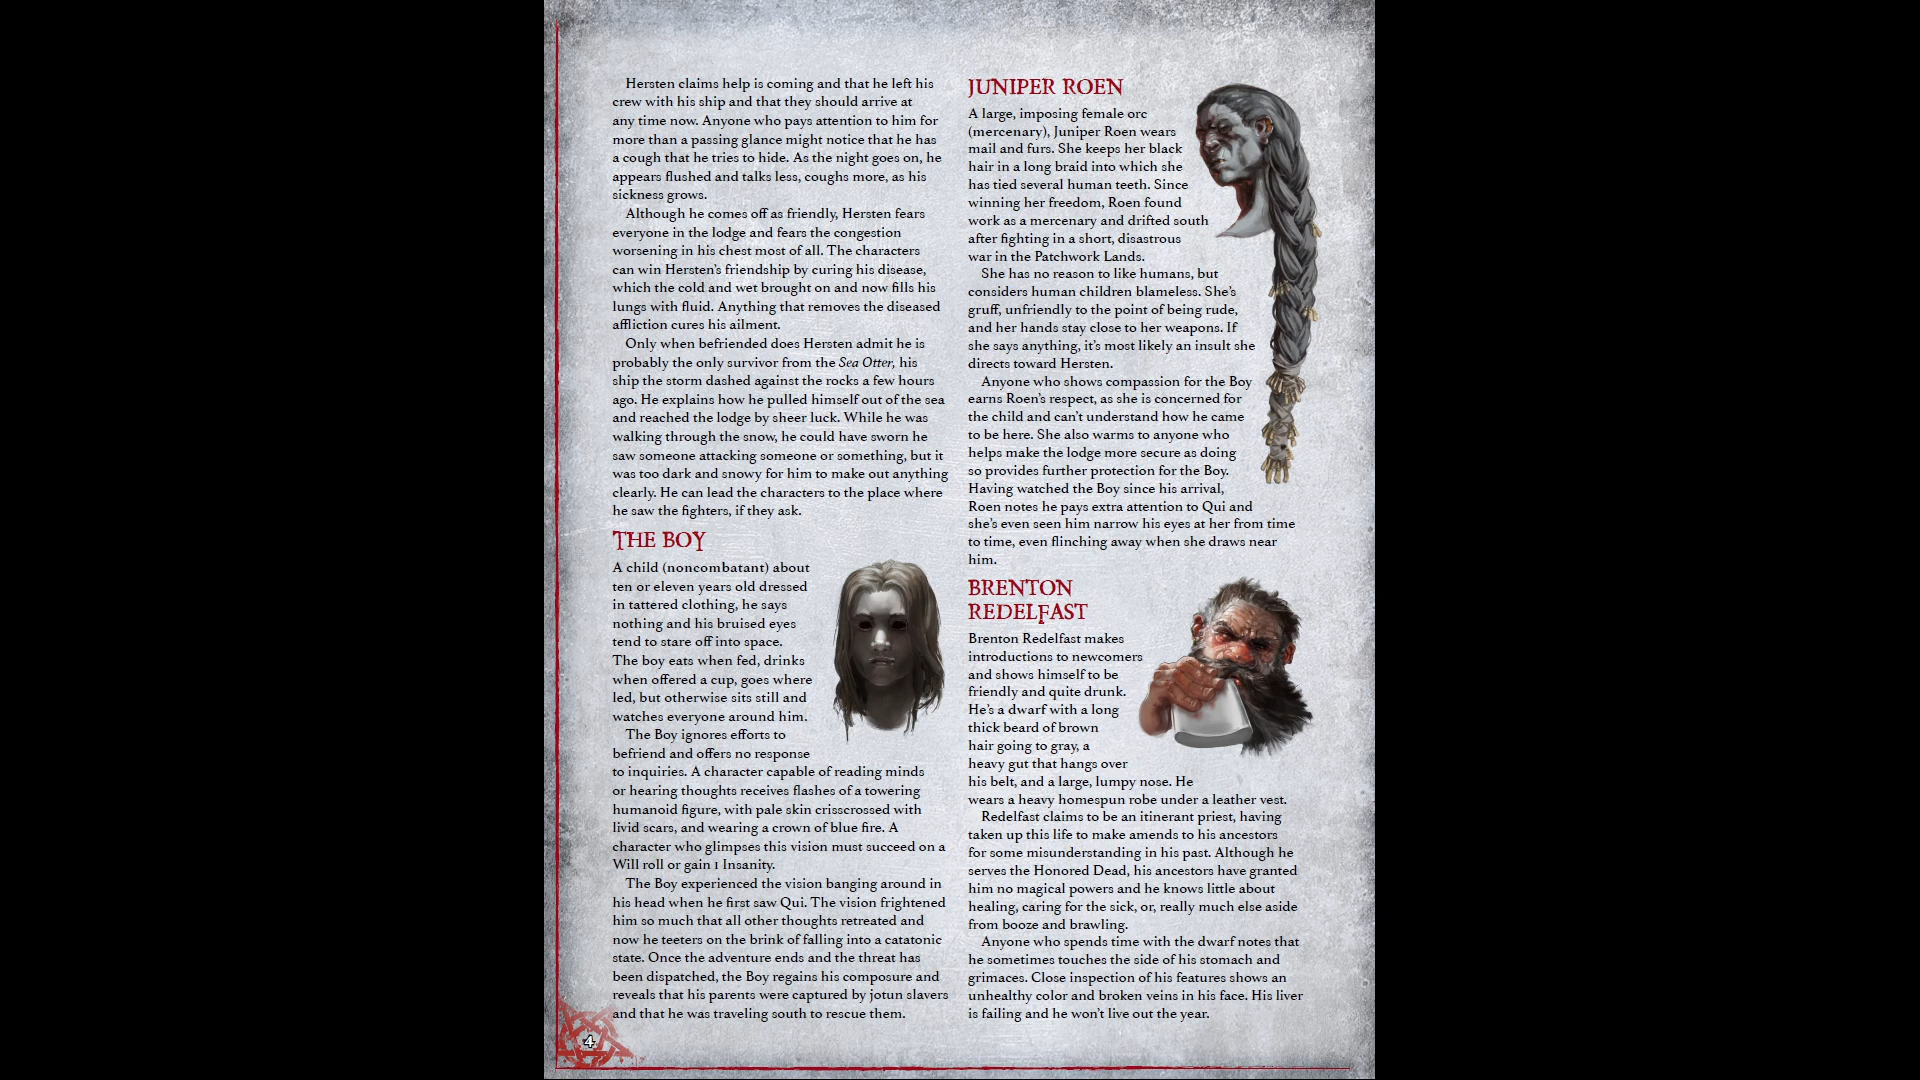 Hersten claims help is coming and that he left his
crew with his ship and that they should arrive at
any time now. Anyone who pays attention to him for
more than a passing glance might notice that he has
a cough that he tries to hide. As the night goes on, he
appears flushed and talks less, coughs more, as his
sickness grows.
Although he comes off as friendly, Hersten fears
everyone in the lodge and fears the congestion
worsening in his chest most of all. The characters
can win Hersten's friendship by curing his disease,
which the cold and wet brought on and now fills his
lungs with fluid. Anything that removes the diseased
affliction cures his ailment.
Only when befriended does Hersten admit he is
probably the only survivor from the Sea Otter, his
ship the storm dashed against the rocks a few hours
ago. He explains how he pulled himself out of the sea
and reached the lodge by sheer luck. While he was
walking through the snow, he could have sworn he
saw someone attacking someone or something, but it
was too dark and snowy for him to make out anything
clearly. He can lead the characters to the place where
he saw the fighters, if they ask.
THE BOY
A child (noncombatant) about
ten or eleven years old dressed
in tattered clothing, he says
nothing and his bruised eyes
tend to stare off into space.
The boy eats when fed, drinks
when offered a cup, goes where
led, but otherwise sits still and
watches everyone around him.
The Boy ignores efforts to
befriend and offers no response
to inquiries. A character capable of reading minds
or hearing thoughts receives flashes of a towering
humanoid figure, with pale skin crisscrossed with
livid scars, and wearing a crown of blue fire. A
character who glimpses this vision must succeed on a
Will roll or gain 1 Insanity.
The Boy experienced the vision banging around in
his head when he first saw Qui. The vision frightened
him so much that all other thoughts retreated and
now he teeters on the brink of falling into a catatonic
state. Once the adventure ends and the threat has
been dispatched, the Boy regains his composure and
reveals that his parents were captured by jotun slavers
and that he was traveling south to rescue them.
JUNIPER ROEN
A large, imposing female orc
(mercenary), Juniper Roen wears
mail and furs. She keeps her black
hair in a long braid into which she
has tied several human teeth. Since
winning her freedom, Roen found
work as a mercenary and drifted south
after fighting in a short, disastrous
war in the Patchwork Lands.
She has no reason to like humans, but
considers human children blameless. She's
gruff, unfriendly to the point of being rude,
and her hands stay close to her weapons. If
she says anything, it's most likely an insult she
directs toward Hersten.
Anyone who shows compassion for the Boy
earns Roen's respect, as she is concerned for
the child and can't understand how he came
to be here. She also warms to anyone who
helps make the lodge more secure as doing
so provides further protection for the Boy.
Having watched the Boy since his arrival,
Roen notes he pays extra attention to Qui and
she's even seen him narrow his eyes at her from time
to time, even flinching away when she draws near
him.
BRENTON
REDELFAST
Brenton Redelfast makes
introductions to newcomers
and shows himself to be
friendly and quite drunk.
He's a dwarf with a long
thick beard of brown
hair going to gray, a
heavy gut that hangs over
his belt, and a large, lumpy nose. He
wears a heavy homespun robe under a leather vest.
Redelfast claims to be an itinerant priest, having
taken up this life to make amends to his ancestors
for some misunderstanding in his past. Although he
serves the Honored Dead, his ancestors have granted
him no magical powers and he knows little about
healing, caring for the sick, or, really much else aside
from booze and brawling.
Anyone who spends time with the dwarf notes that
he sometimes touches the side of his stomach and
grimaces. Close inspection of his features shows an
unhealthy color and broken veins in his face. His liver
is failing and he won't live out the year.
4